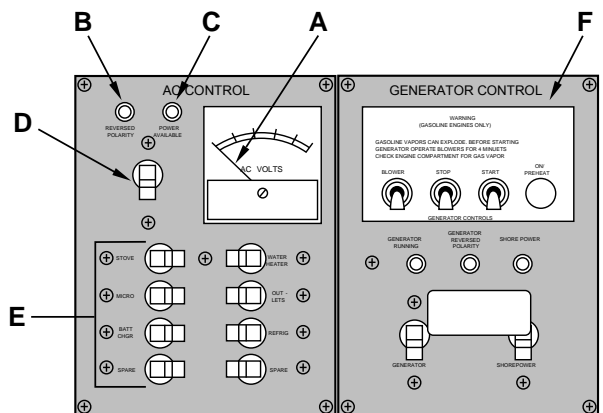 B
C
A
F
D
E
AC CONTROL
REVERSED
POLARITY
POWER
AVAILABLE
AC VOLTS
STOVE
WATER
HEATER
MICRO
OUT -
LETS
BATT
CHGR
REFRIG
SPARE
SPARE
GENERATOR CONTROL
WARNING
(GASOLINE ENGINES ONLY)
GASOLINE VAPORS CAN EXPLODE. BEFORE STARTING
GENERATOR OPERATE BLOWERS FOR 4 MINUETS
CHECK ENGINE COMPARTMENT FOR GAS VAPOR
BLOWER
STOP
START
ON/
PREHEAT
GENERATOR CONTROLS
GENERATOR
RUNNING
GENERATOR
REVERSED
POLARITY
SHORE POWER
GENERATOR
SHOREPOWER